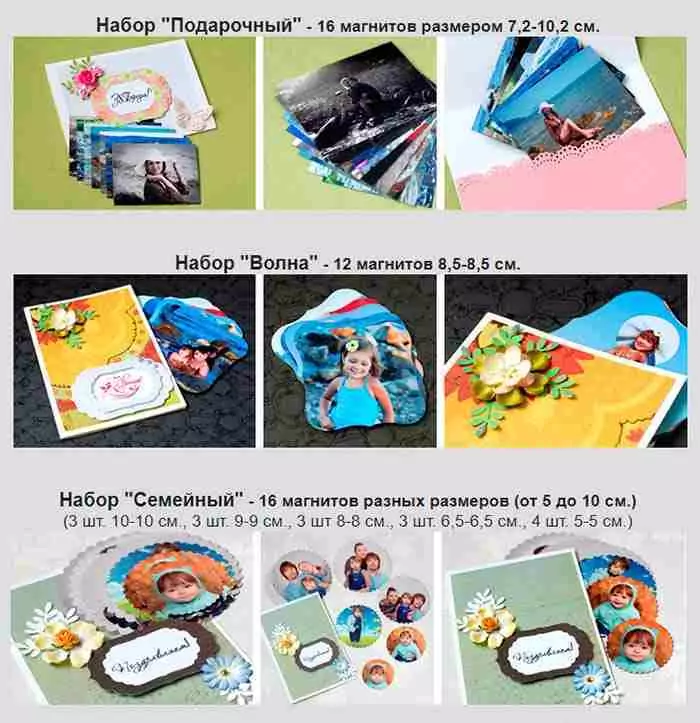 Набор "Подарочный" - 16 магнитов размером 7,2-10,2 см.
Набор "Волна" - 12 магнитов 8,5-8,5 см.
Набор "Семейный" - 16 магнитов разных размеров (от 5 до 10 см.)
(3 шт. 10-10 см., 3 шт. 9-9 см., 3 шт 8-8 см., 3 шт. 6,5-6,5 см., 4 шт. 5-5 см.)
Поздравляем!
Поздравляем!
Поздравляем!